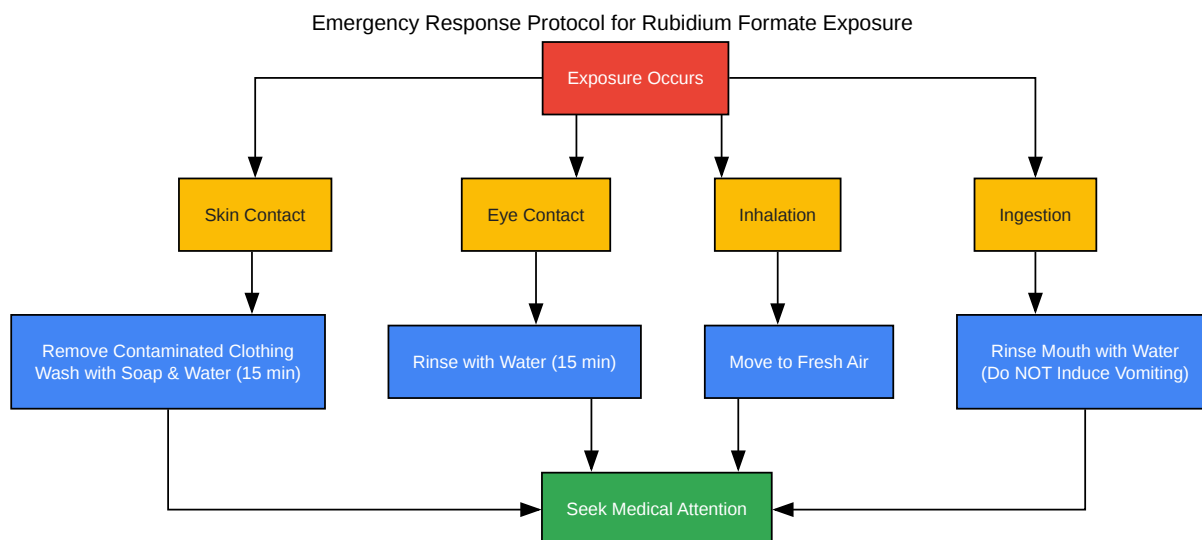 Emergency Response Protocol for Rubidium Formate Exposure
Exposure Occurs
Skin Contact
Eye Contact
Inhalation
Ingestion
Remove Contaminated Clothing
Wash with Soap & Water (15 min)
Rinse with Water (15 min)
Move to Fresh Air
Rinse Mouth with Water
(Do NOT Induce Vomiting)
Seek Medical Attention